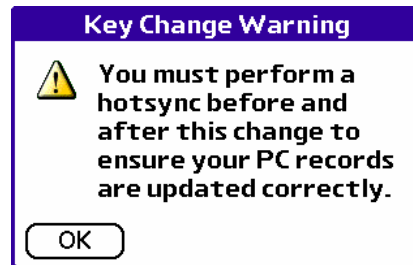 Key Change Warning
You must perform a
hotsync before and
after this change to
ensure your PC records
are updated correctly.
OK